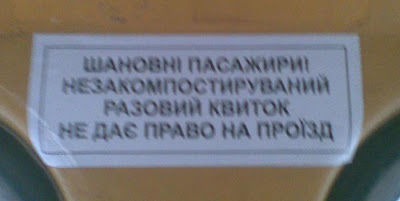 ШАНОВНІ ПАСАЖИРИ!
НЕЗАКОМПОСТИРУВАНИЙ
РАЗОВИЙ КВИТОК
НЕ ДАЄ ПРАВО НА ПРОЇЗД